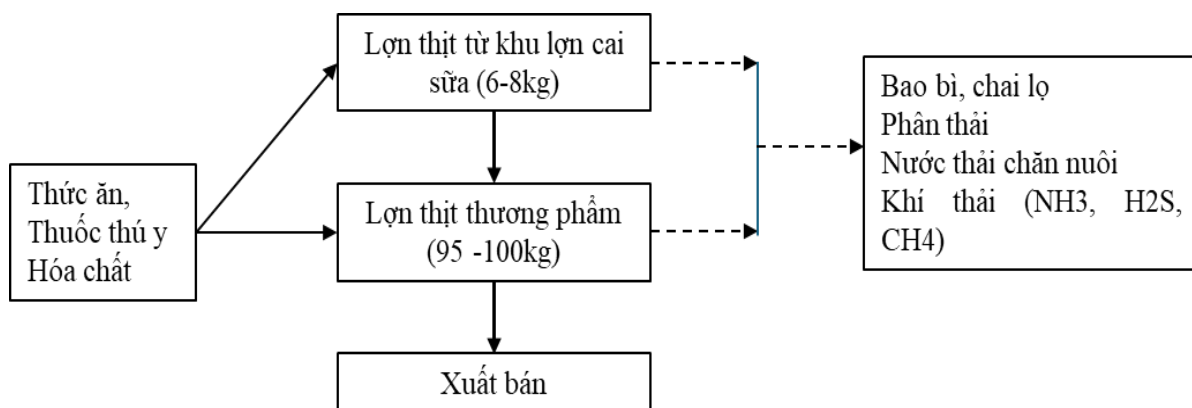 Lợn thịt từ khu lợn cai
sữa (6-8kg)
Bao bì, chai lọ
Phân thải
Nước thải chăn nuôi
Khí thải (NH3, H2S,
CH4)
Thức ăn,
Thuốc thú y
Hóa chất
Lợn thịt thương phẩm
(95 -100kg)
Xuất bán